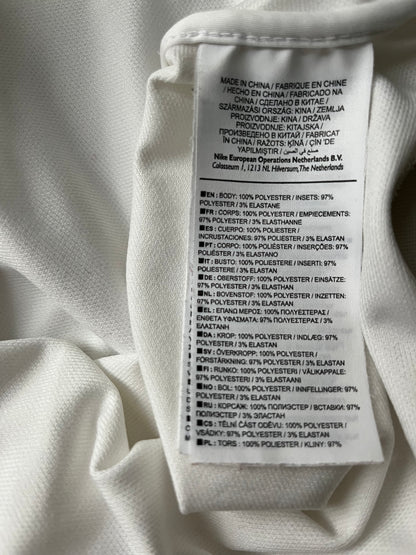 MADE IN CHINA / FABRIQUE EN CHINE
/ HECHO EN CHINA / FABRICADO NA
CHINA / СДЕЛАНО В КИТАЕ /
SZÁRMAZÁSI ORSZÁG: KÍNA / ZEMLJA
PROIZVODNJE: KINA / DRŽAVA
PROIZVODNJE: KITAJSKA /
ПРОИЗВЕДЕНО В КИТАЙ / FABRICAT
ÎN CHINA / RAŽOTS: ĶĪNĀ / ÇİN 'DE
YAPILMIŞTIR / صنع في الصين
Nike European Operations Netherlands B.V.
Colosseum 1, 1213 NL Hilversum, The Netherlands
EN : BODY: 100% POLYESTER / INSETS: 97%
POLYESTER / 3% ELASTANE
FR : CORPS: 100% POLYESTER / EMPIECEMENTS:
97% POLYESTER / 3% ELASTHANNE
ES : CUERPO: 100% POLIÉSTER /
INCRUSTACIONES: 97% POLIÉSTER / 3% ELASTANO
PT : CORPO: 100% POLIÉSTER / INSERÇÕES: 97%
POLIÉSTER / 3% ELASTANO
IT : BUSTO: 100% POLIESTERE / INSERTI: 97%
POLIESTERE / 3% ELASTAN
DE : OBERSTOFF: 100% POLYESTER / EINSÄTZE:
97% POLYESTER / 3% ELASTHAN
NL : BOVENSTOF: 100% POLYESTER / INZETTEN:
97% POLYESTER / 3% ELASTAAN
EL : ΕΠΑΝΩ ΜΕΡΟΣ: 100% ΠΟΛΥΕΣΤΕΡΑΣ /
ΕΝΘΕΤΑ ΥΦΑΣΜΑΤΑ: 97% ΠΟΛΥΕΣΤΕΡΑΣ / 3%
ΕΛΑΣΤΑΝ
DA : KROP: 100% POLYESTER / INDLÆG: 97%
POLYESTER / 3% ELASTAN
SV : ÖVERKROPP: 100% POLYESTER /
FÖRSTÄRKNING: 97% POLYESTER / 3% ELASTAN
FI : RUNKO: 100% POLYESTERI / VÄLIKAPPALE:
97% POLYESTERI / 3% ELASTAANI
NO : BOL: 100% POLYESTER / INNFELLINGER: 97%
POLYESTER / 3% ELASTAN
RU : КОРСАЖ: 100% ПОЛИЭСТЕР / ВСТАВКИ: 97%
ПОЛИЭСТЕР / 3% ЭЛАСТАН
CS : TĚLNÍ ČÁST ODĚVU: 100% POLYESTER /
VSADKY: 97% POLYESTER / 3% ELASTAN
PL : TORS : 100% POLIESTER / KLINY: 97%